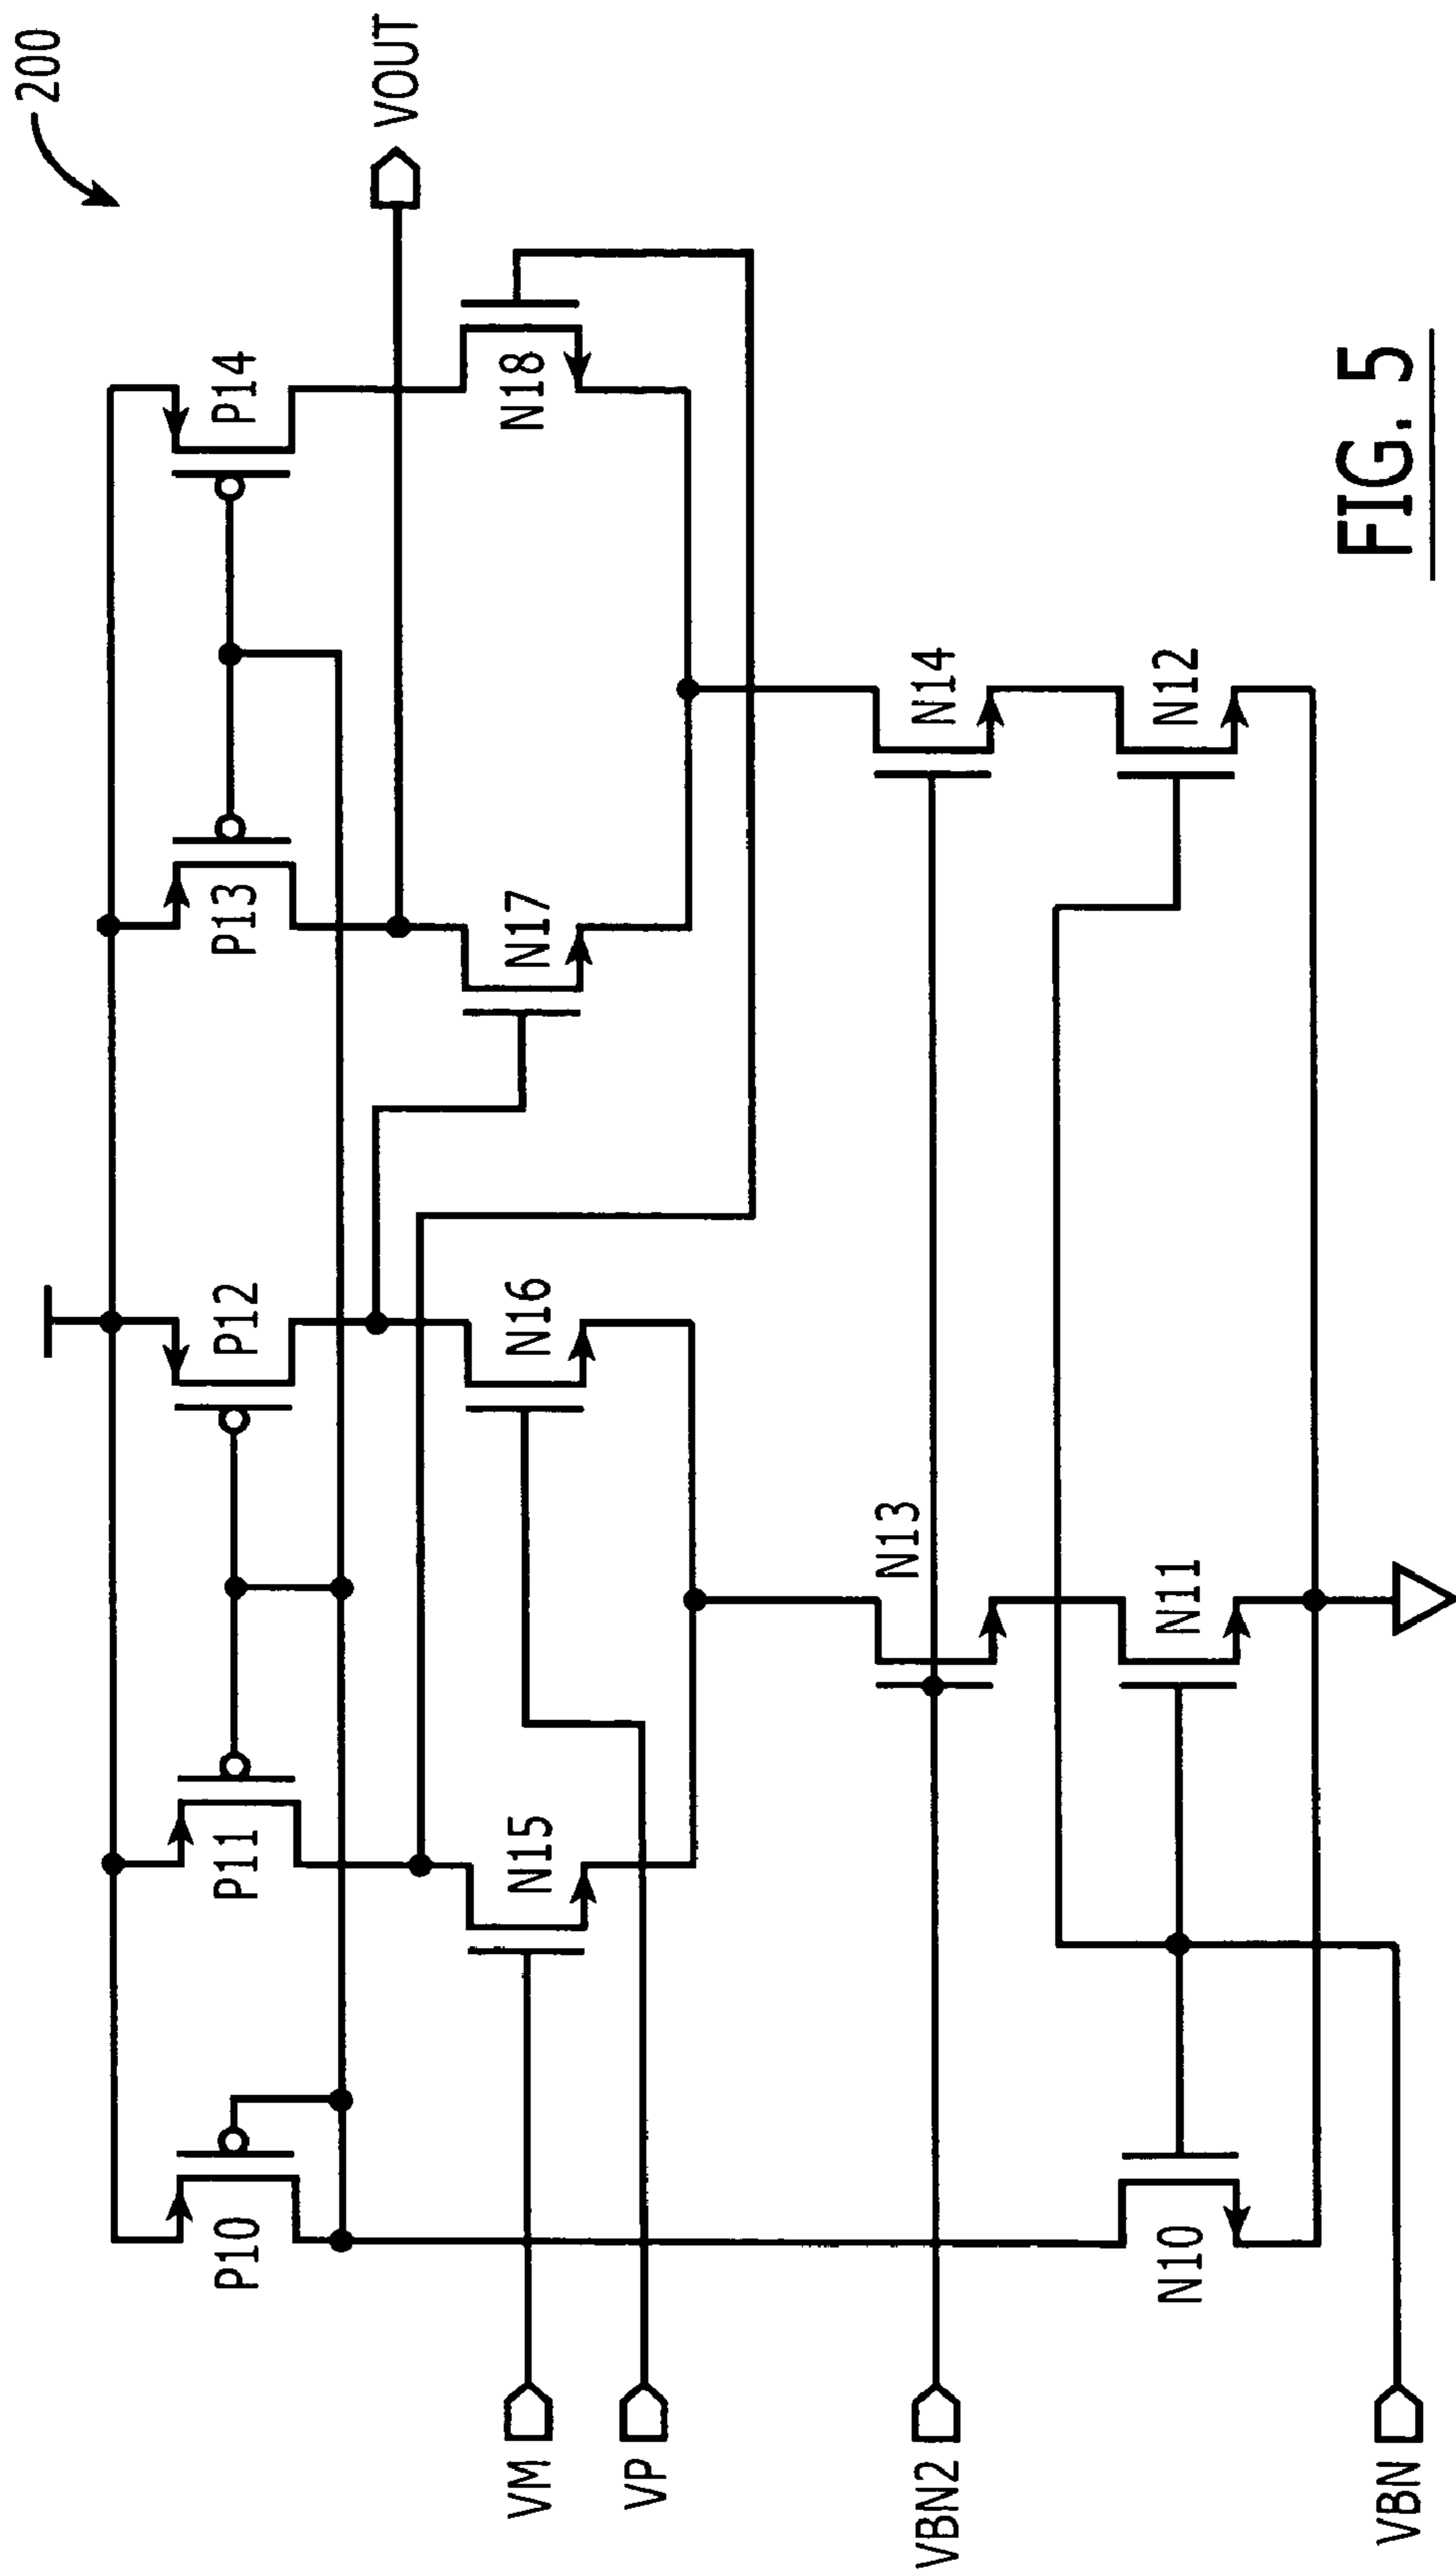 200
VOUT
P10
P11
P12
P13
P14
VM
N15
N16
N17
N18
VP
VBN2
N13
N14
N10
N11
N12
VBN
FIG. 5